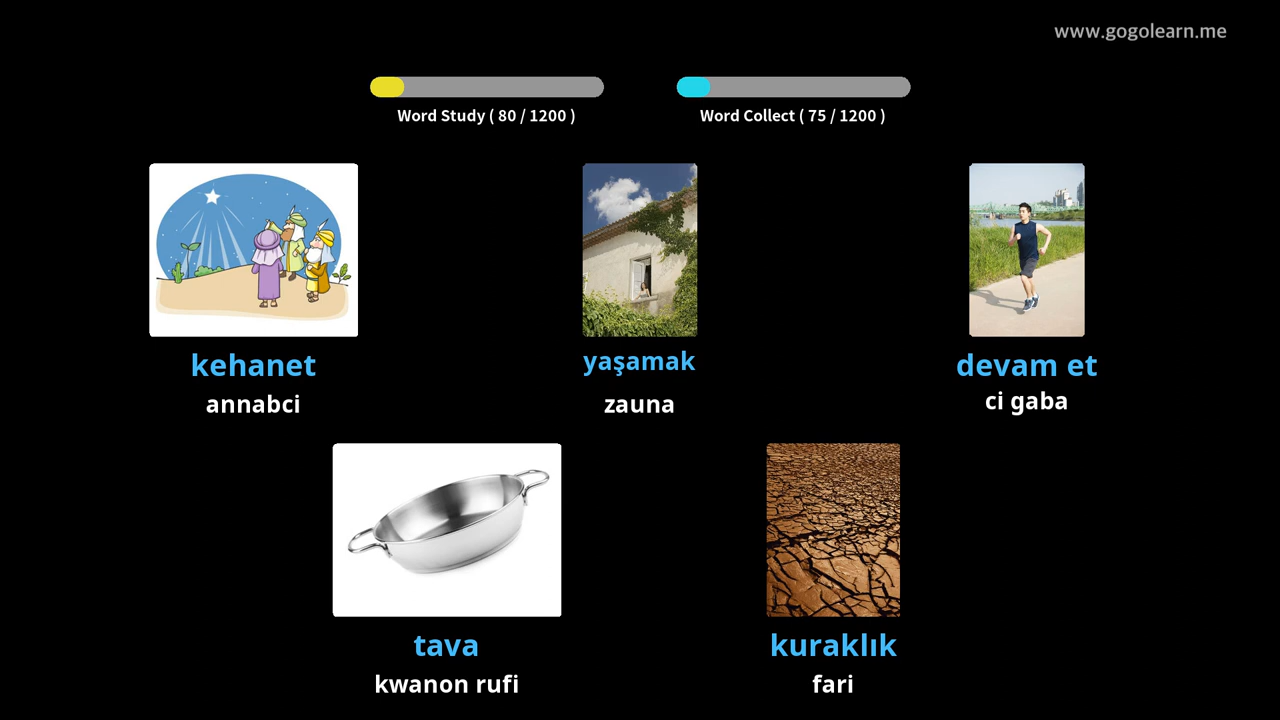 www.gogolearn.me
Word Study ( 80 / 1200 )
Word Collect ( 75 / 1200 )
kehanet
annabci
yaşamak
zauna
devam et
ci gaba
tava
kwanon rufi
kuraklık
fari